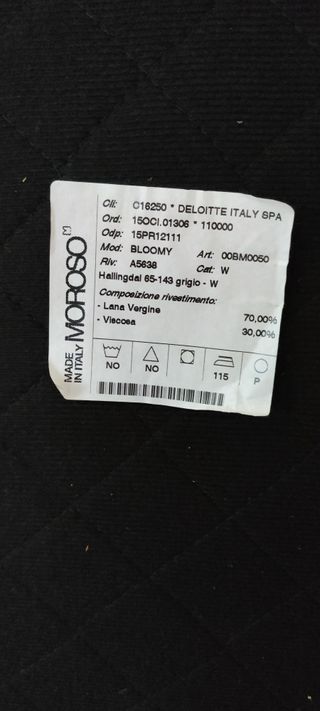 MADE
IN ITALY
MOROSO
Cli: C16250 * DELOITTE ITALY SPA
Ord: 15OCI.01306 * 110000
Odp: 15PR12111
Mod: BLOOMY Art: 00BM0050
Riv: A5638 Cat: W
Hallingdal 65-143 grigio - W
Composizione rivestimento:
- Lana Vergine 70,00%
- Viscosa 30,00%
NO NO 115 P